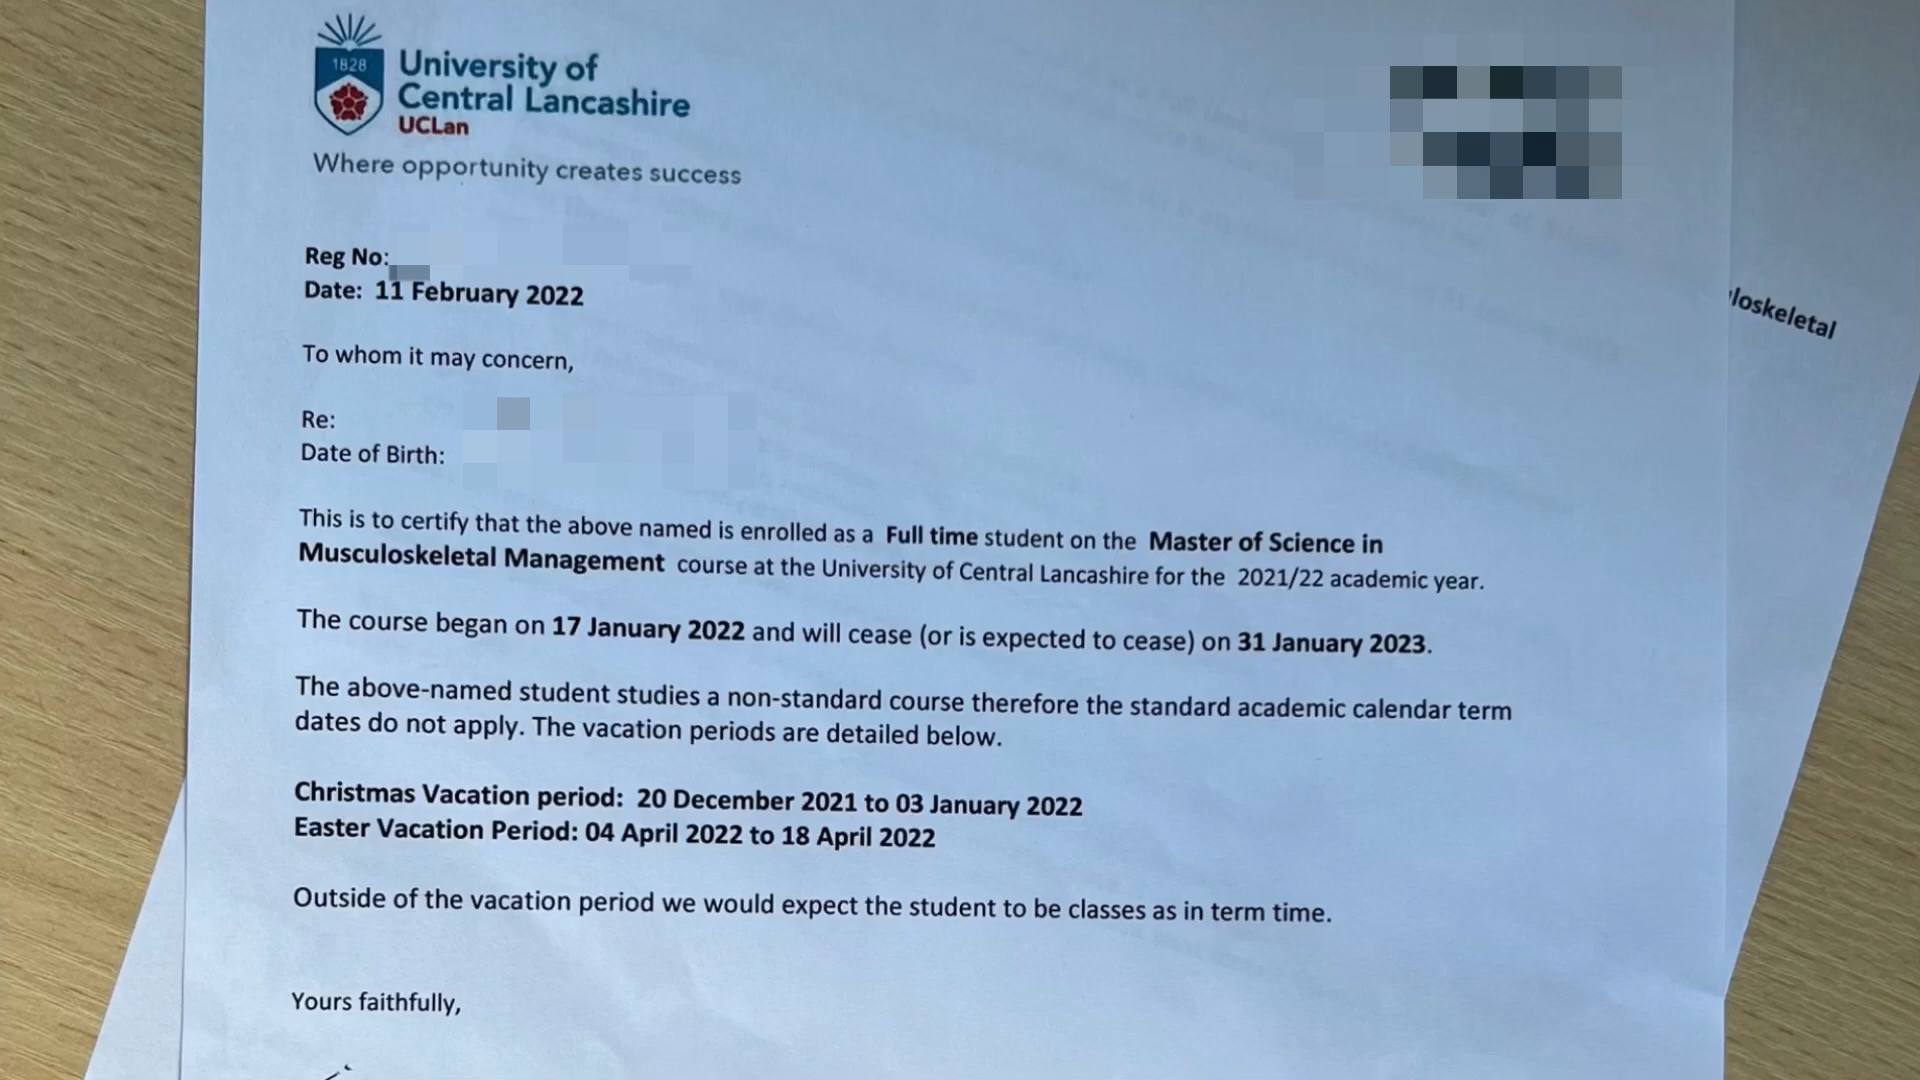 1828
University of
Central Lancashire
UCLan
Where opportunity creates success
Reg No:
Date: 11 February 2022
To whom it may concern,
Re:
Date of Birth:
This is to certify that the above named is enrolled as a Full time student on the Master of Science in
Musculoskeletal Management course at the University of Central Lancashire for the 2021/22 academic year.
The course began on 17 January 2022 and will cease (or is expected to cease) on 31 January 2023.
The above-named student studies a non-standard course therefore the standard academic calendar term
dates do not apply. The vacation periods are detailed below.
Christmas Vacation period: 20 December 2021 to 03 January 2022
Easter Vacation Period: 04 April 2022 to 18 April 2022
Outside of the vacation period we would expect the student to be classes as in term time.
Yours faithfully,
loskeletal